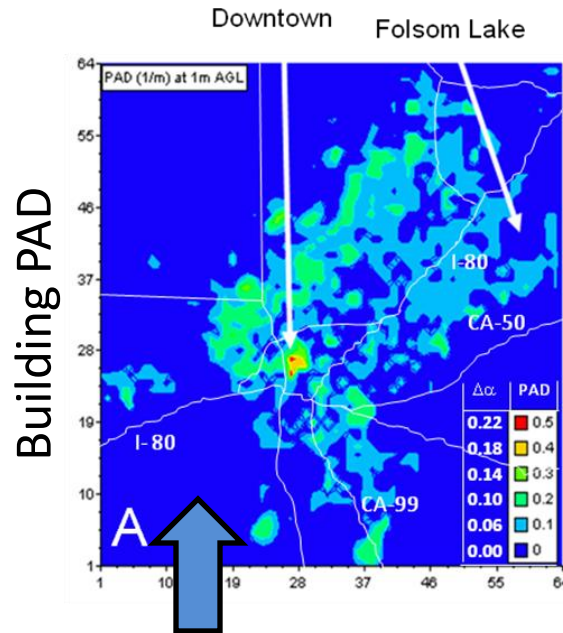 Downtown
Folsom Lake
Building PAD
PAD (1/m) at 1m AGL
64
55
46
37
28
19
10
1
I-80
CA-50
I-80
CA-99
A
Δα PAD
0.22 0.5
0.18 0.4
0.14 0.3
0.10 0.2
0.06 0.1
0.00 0
1 10 19 28 37 46 55